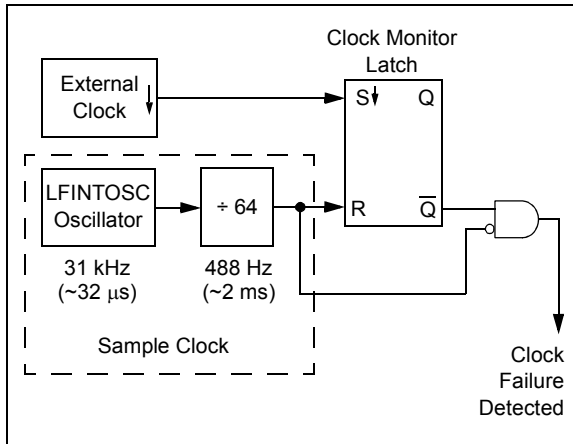 Clock Monitor
Latch
External
Clock
S
Q
LFINTOSC
Oscillator
÷ 64
R
Q
31 kHz
(~32 μs)
488 Hz
(~2 ms)
Sample Clock
Clock
Failure
Detected